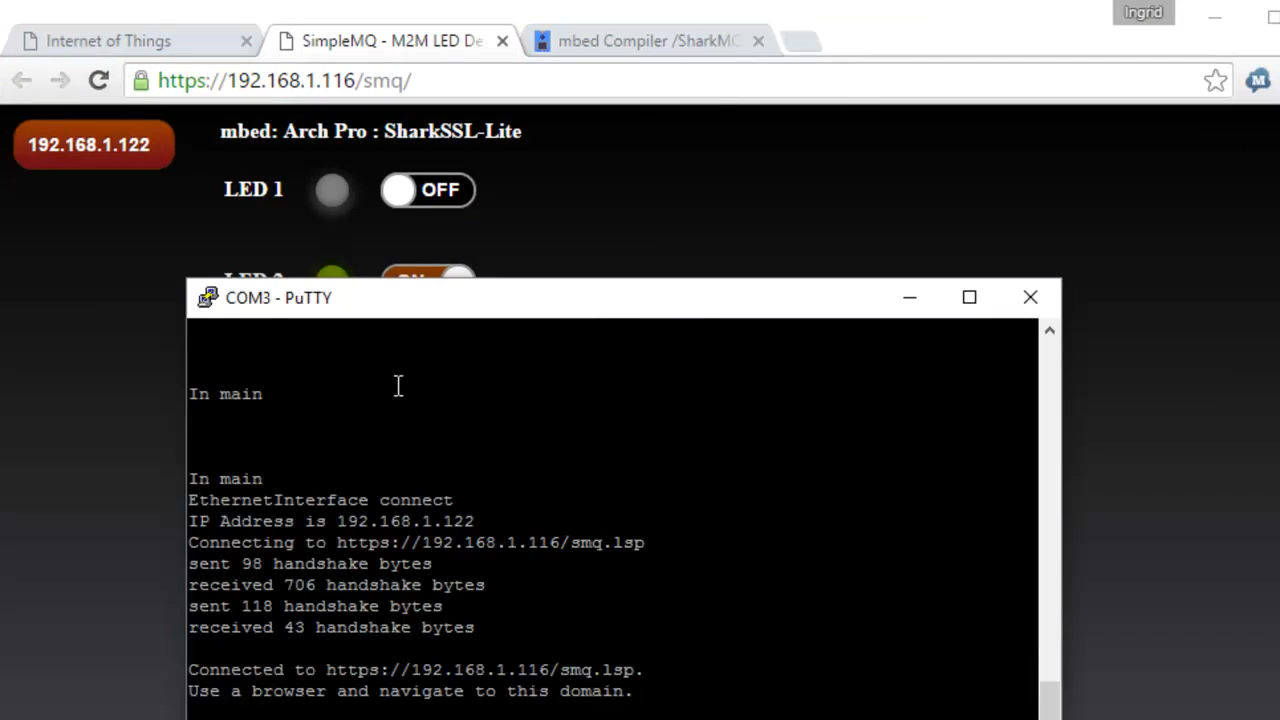 Ingrid
Internet of Things
SimpleMQ - M2M LED De
mbed Compiler /SharkMC
https://192.168.1.116/smq/
M
192.168.1.122
mbed: Arch Pro : SharkSSL-Lite
LED 1
OFF
LED 2
ON
COM3 - PuTTY
In main
In main
EthernetInterface connect
IP Address is 192.168.1.122
Connecting to https://192.168.1.116/smq.lsp
sent 98 handshake bytes
received 706 handshake bytes
sent 118 handshake bytes
received 43 handshake bytes
Connected to https://192.168.1.116/smq.lsp.
Use a browser and navigate to this domain.